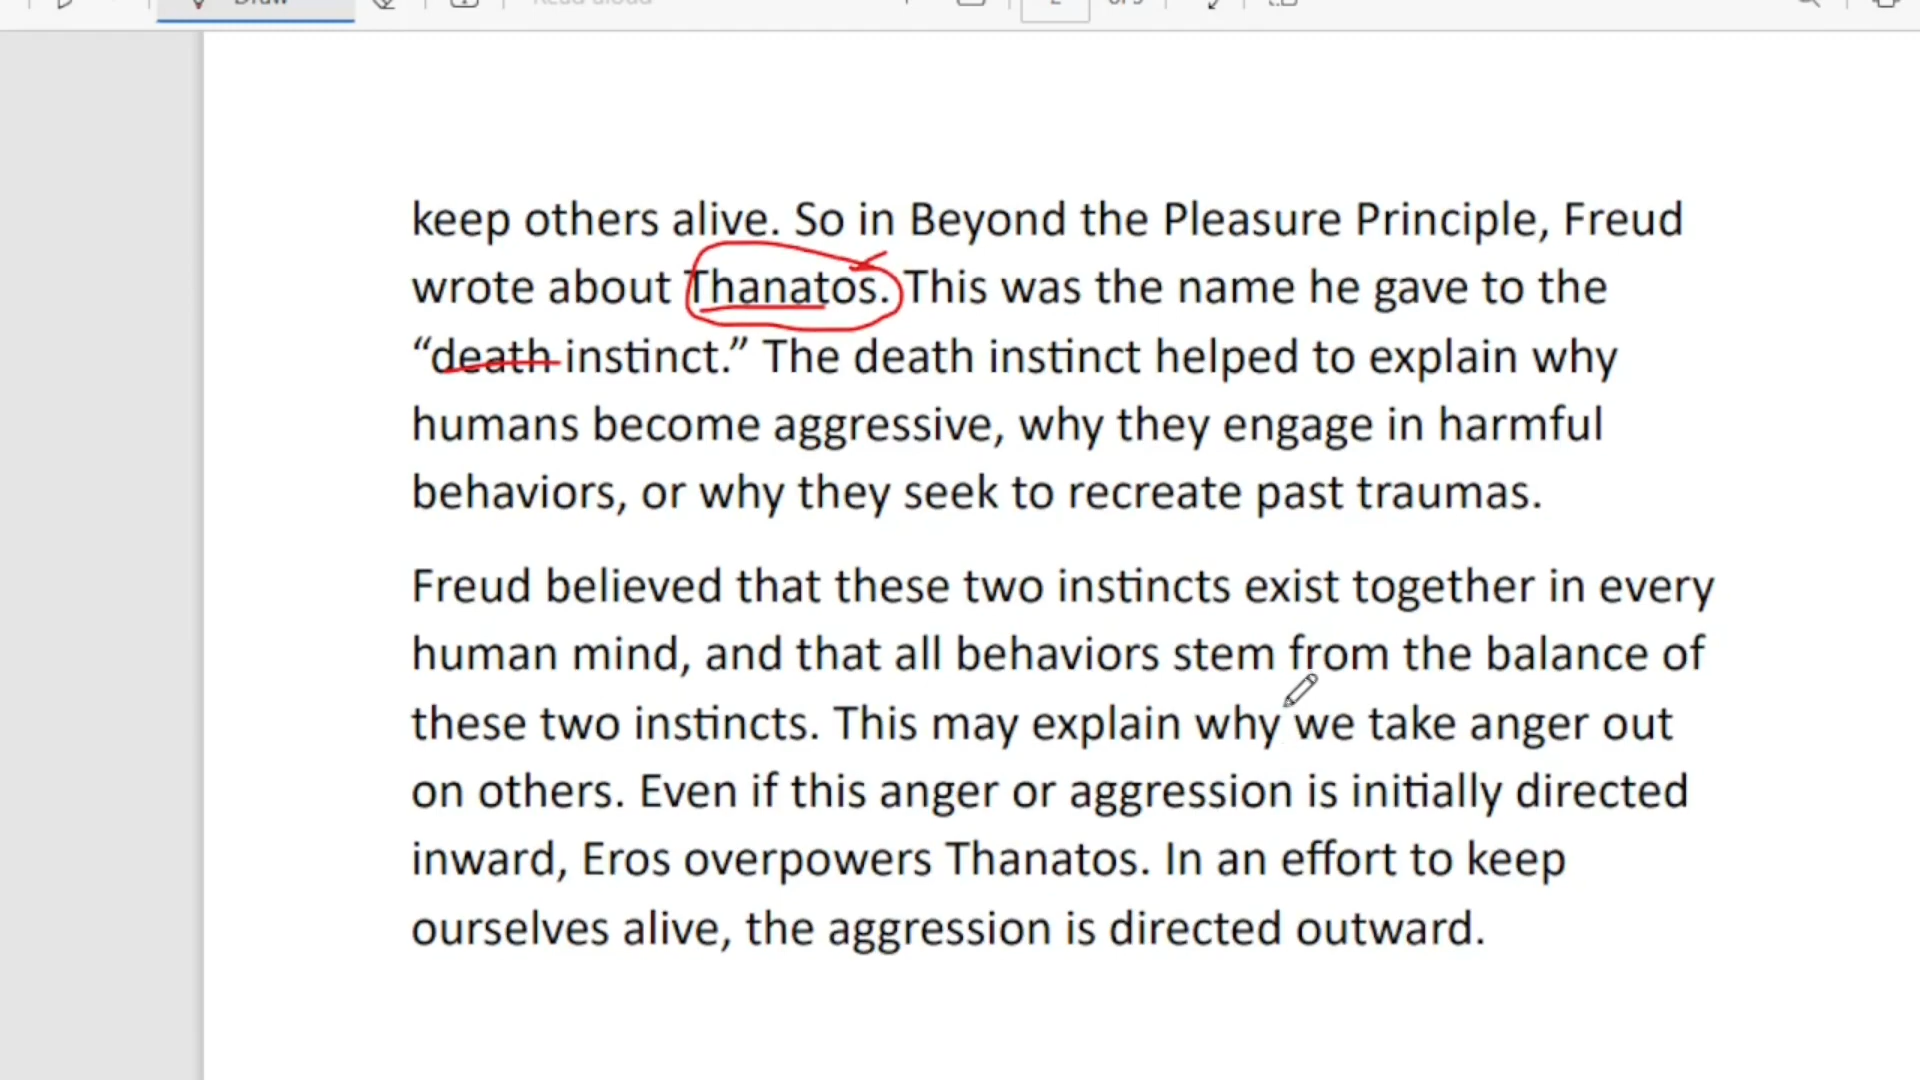 keep others alive. So in Beyond the Pleasure Principle, Freud
wrote about Thanatos. This was the name he gave to the
“death instinct.” The death instinct helped to explain why
humans become aggressive, why they engage in harmful
behaviors, or why they seek to recreate past traumas.
Freud believed that these two instincts exist together in every
human mind, and that all behaviors stem from the balance of
these two instincts. This may explain why we take anger out
on others. Even if this anger or aggression is initially directed
inward, Eros overpowers Thanatos. In an effort to keep
ourselves alive, the aggression is directed outward.